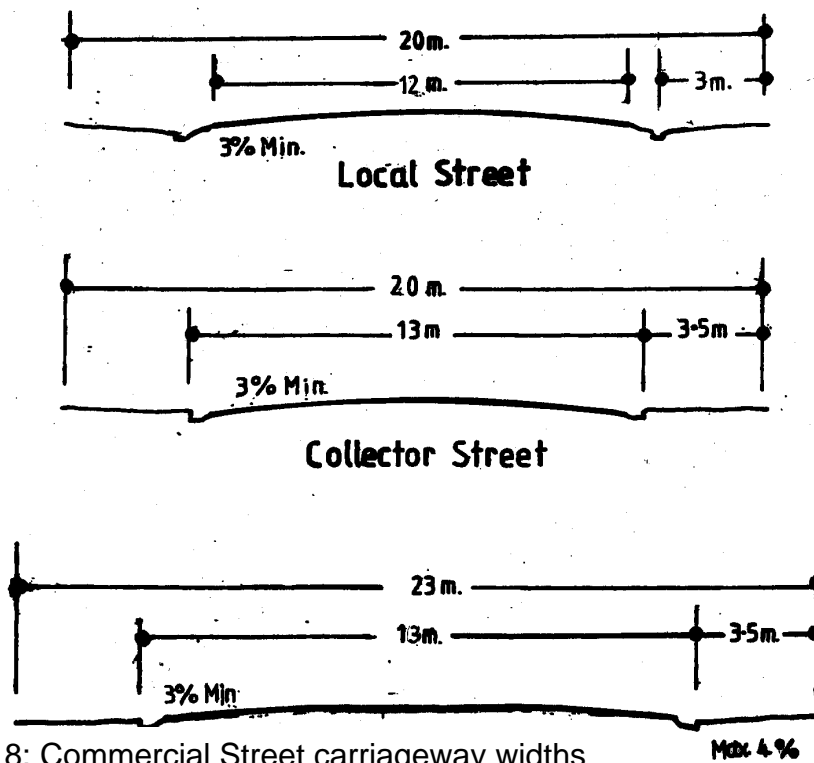 20m.
12 m.
3m.
3% Min.
Local Street
20 m.
13m
3·5m
3% Min.
Collector Street
23 m.
13m.
3·5m.
3% Min
Max 4%
8: Commercial Street carriageway widths